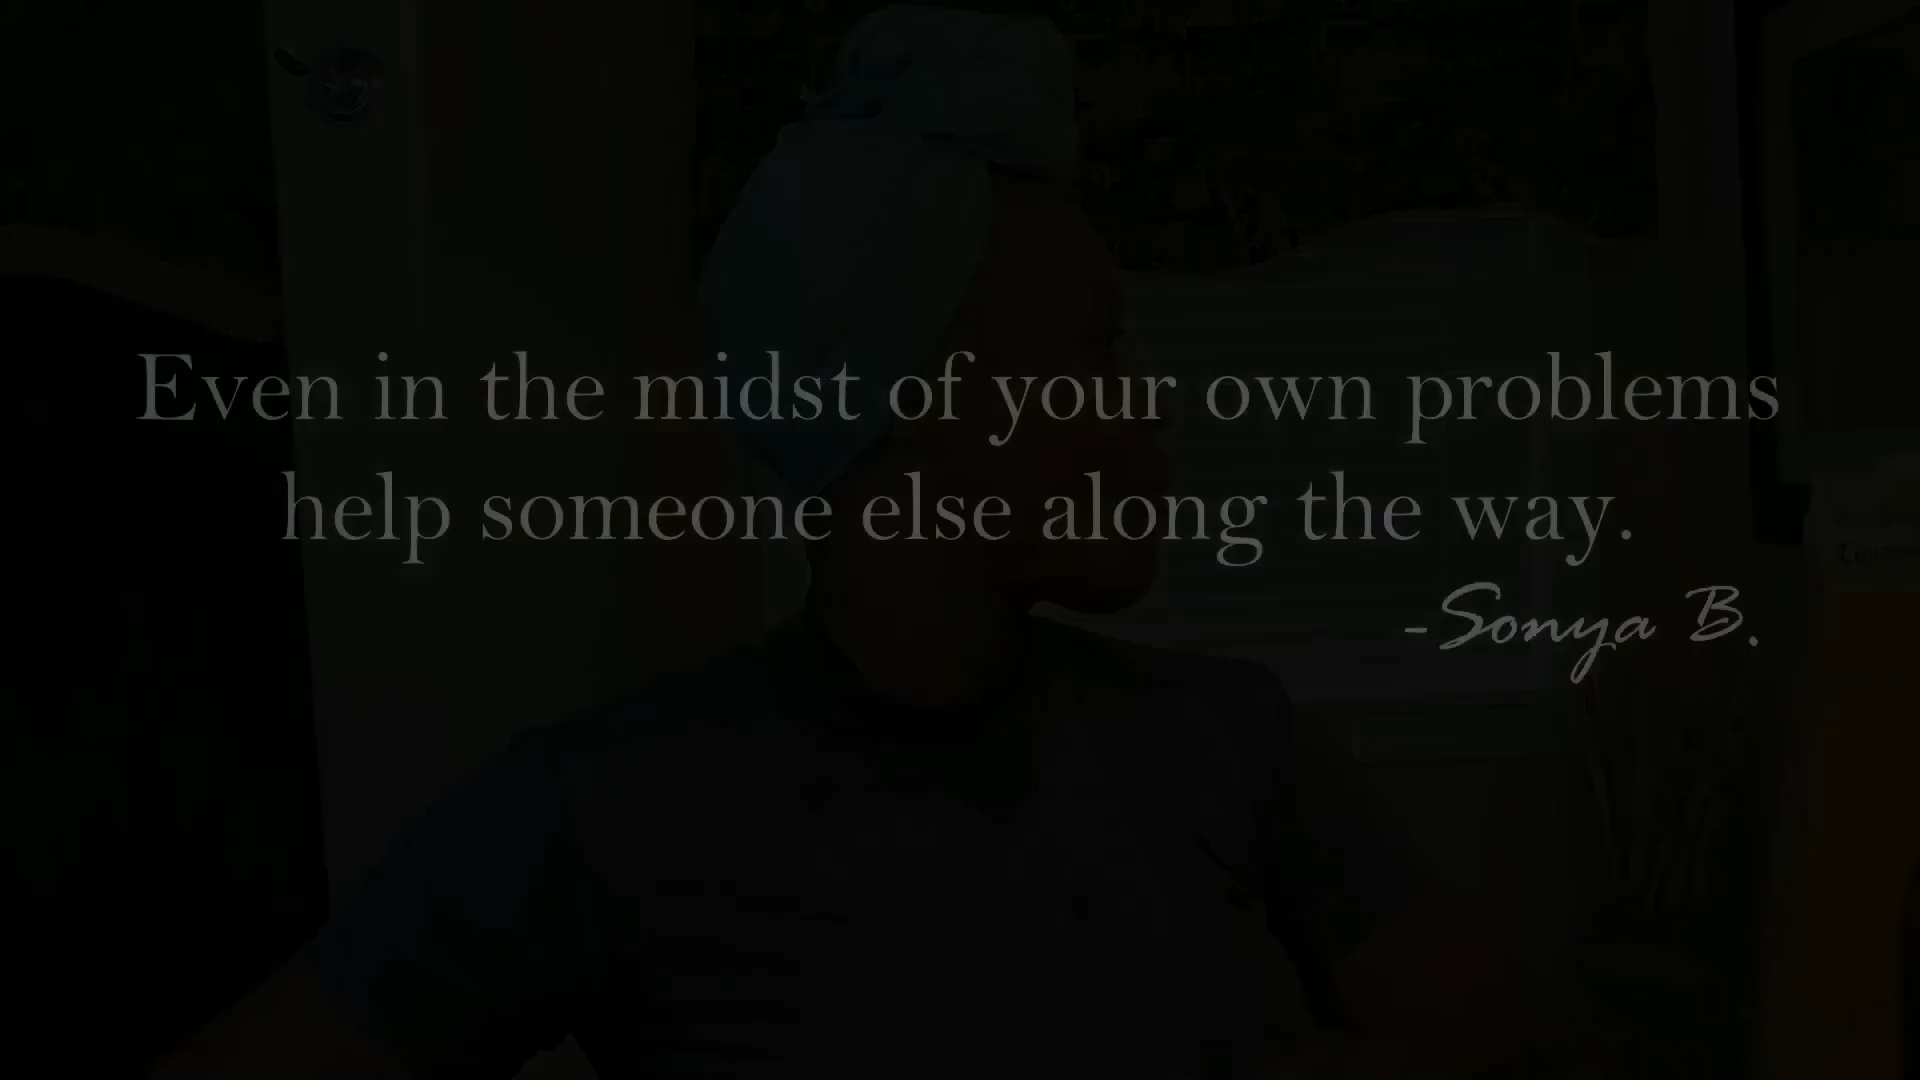 Even in the midst of your own problems
help someone else along the way.
-Sonya B.